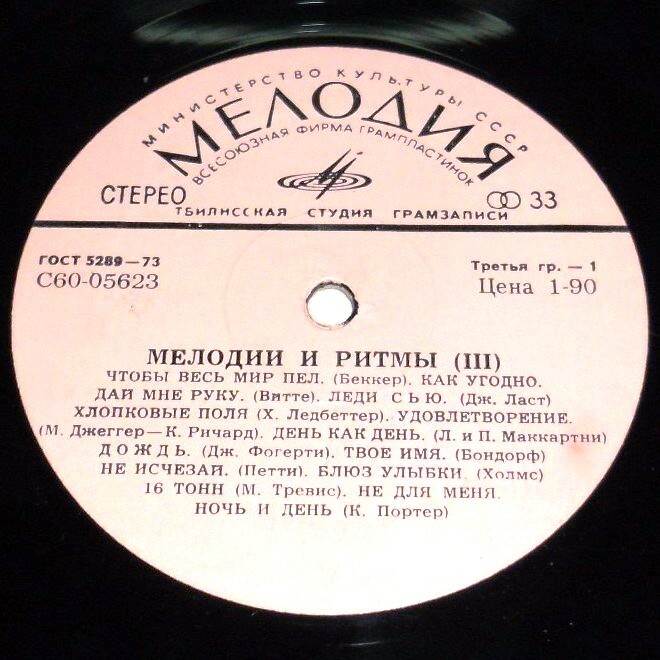 МИНИСТЕРСТВО КУЛЬТУРЫ СССР
МЕЛОДИЯ
ВСЕСОЮЗНАЯ ФИРМА ГРАМПЛАСТИНОК
СТЕРЕО
33
ТБИЛИССКАЯ СТУДИЯ ГРАМЗАПИСИ
ГОСТ 5289—73
Третья гр. — 1
С60-05623
Цена 1-90
МЕЛОДИИ И РИТМЫ (III)
ЧТОБЫ ВЕСЬ МИР ПЕЛ. (Беккер). КАК УГОДНО.
ДАЙ МНЕ РУКУ. (Витте). ЛЕДИ СЬЮ. (Дж. Ласт)
ХЛОПКОВЫЕ ПОЛЯ (Х. Ледбеттер). УДОВЛЕТВОРЕНИЕ.
(М. Джеггер—К. Ричард). ДЕНЬ КАК ДЕНЬ. (Л. и П. Маккартни)
ДОЖДЬ. (Дж. Фогерти). ТВОЕ ИМЯ. (Бондорф)
НЕ ИСЧЕЗАЙ. (Петти). БЛЮЗ УЛЫБКИ. (Холмс)
16 ТОНН (М. Тревис). НЕ ДЛЯ МЕНЯ.
НОЧЬ И ДЕНЬ (К. Портер)